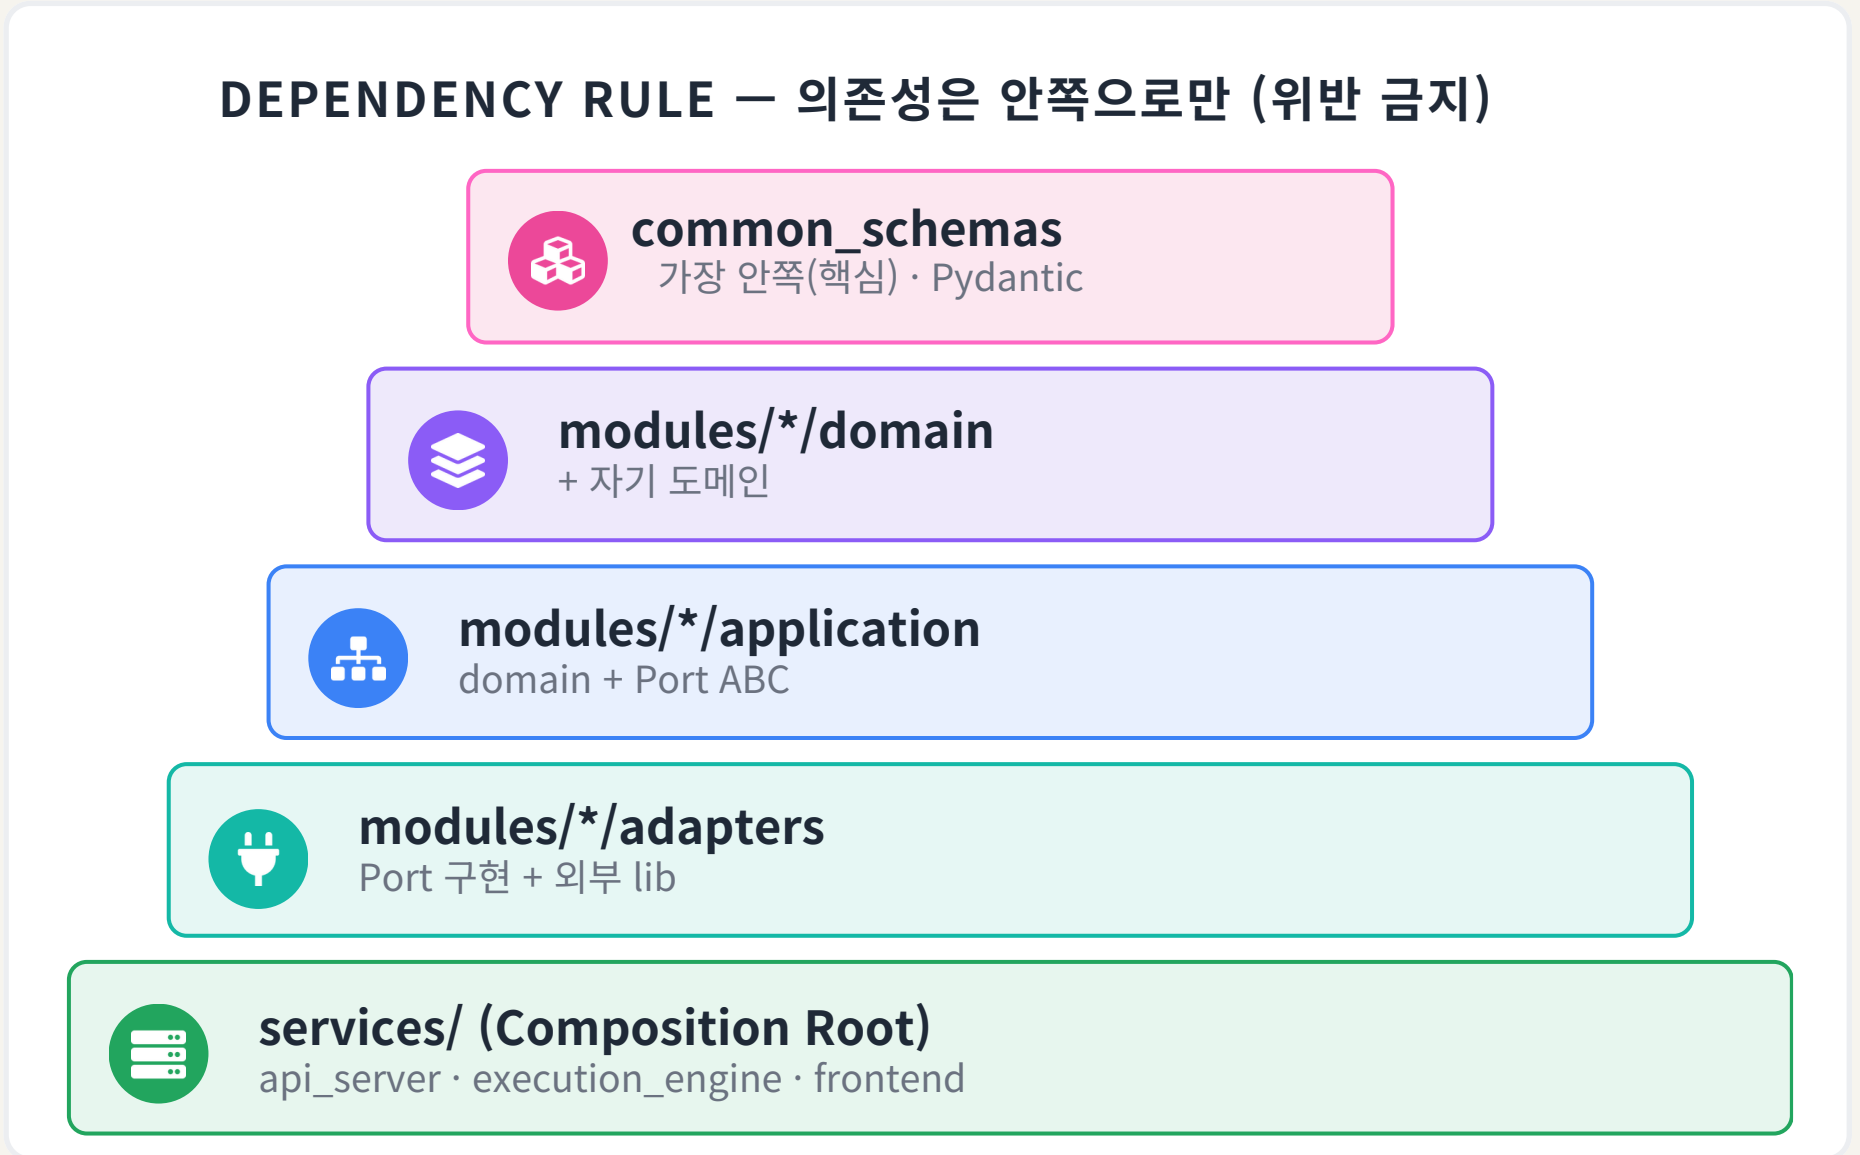 DEPENDENCY RULE — 의존성은 안쪽으로만 (위반 금지)
common_schemas
가장 안쪽(핵심) · Pydantic
modules/*/domain
+ 자기 도메인
modules/*/application
domain + Port ABC
modules/*/adapters
Port 구현 + 외부 lib
services/ (Composition Root)
api_server · execution_engine · frontend